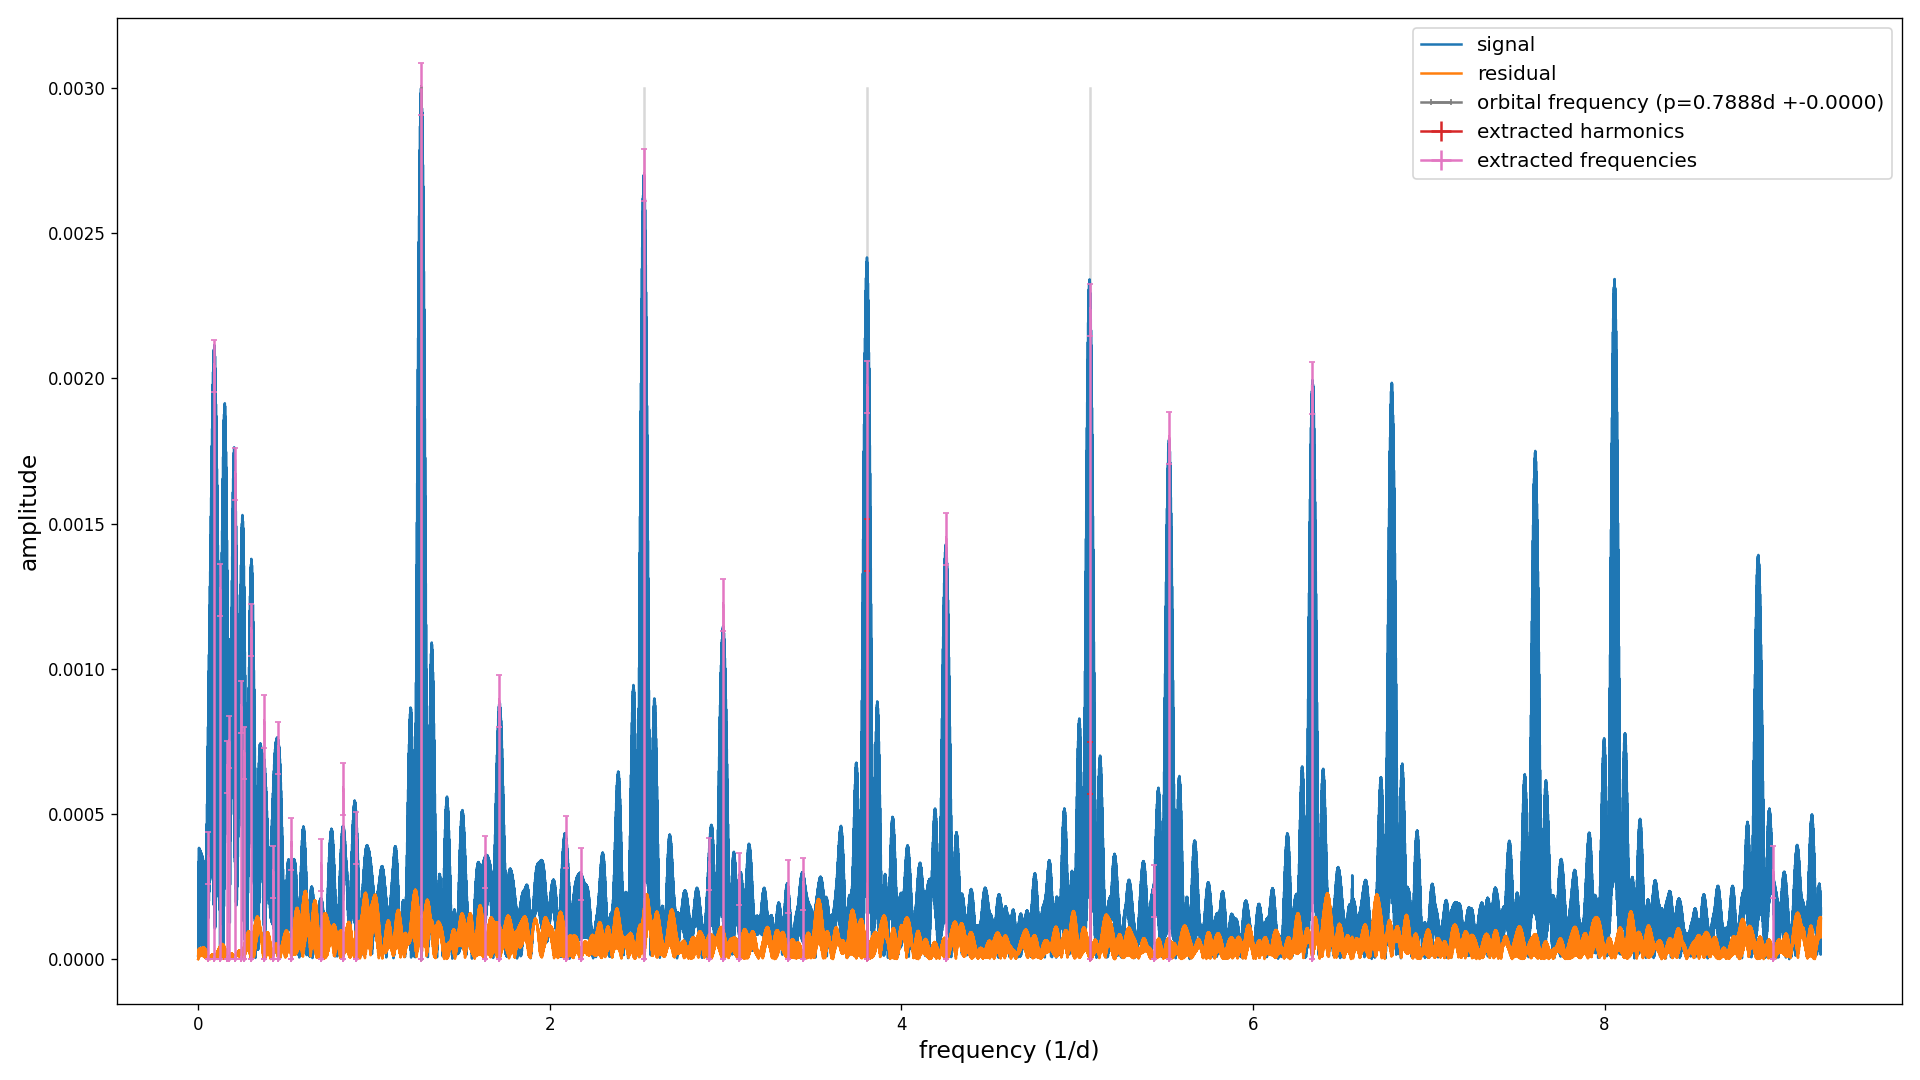 signal
residual
orbital frequency (p=0.7888d +-0.0000)
extracted harmonics
extracted frequencies
amplitude
0.0030
0.0025
0.0020
0.0015
0.0010
0.0005
0.0000
0 2 4 6 8
frequency (1/d)